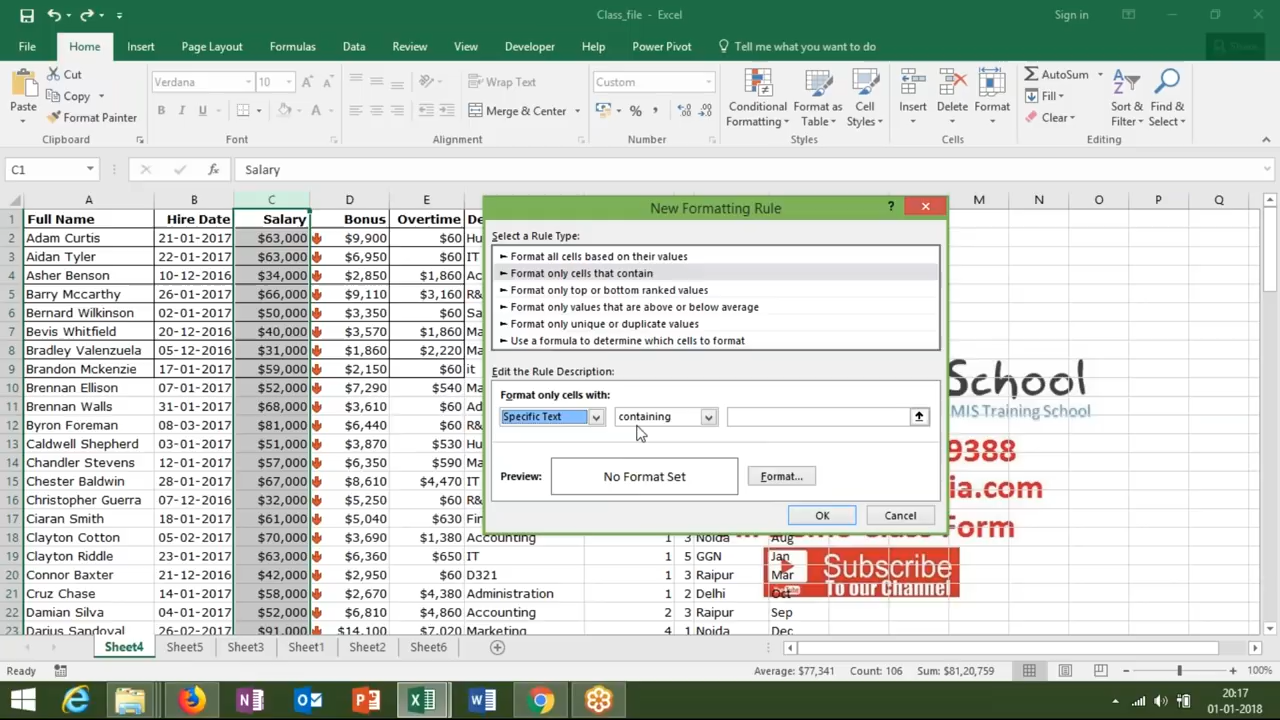 Class_file - Excel
Sign in
Share
File Home Insert Page Layout Formulas Data Review View Developer Help Power Pivot Tell me what you want to do
Paste Cut Copy Format Painter
Verdana 10
B I U
Wrap Text
Merge & Center
Custom
% ,
Conditional Formatting Format as Table Cell Styles Insert Delete Format
AutoSum Fill Clear
Sort & Filter Find & Select
Clipboard Font Alignment Number Styles Cells Editing
C1 fx Salary
A B C D E M N O P Q
1 Full Name Hire Date Salary Bonus Overtime De
2 Adam Curtis 21-01-2017 $63,000 $9,900 $60 Hu
3 Aidan Tyler 22-01-2017 $63,000 $6,950 $60 IT
4 Asher Benson 10-12-2016 $34,000 $2,850 $1,860 Ac
5 Barry Mccarthy 26-01-2017 $66,000 $9,110 $3,160 R&
6 Bernard Wilkinson 02-01-2017 $50,000 $3,350 $60 Sa
7 Bevis Whitfield 20-12-2016 $40,000 $3,570 $1,860 Ma
8 Bradley Valenzuela 05-12-2016 $31,000 $1,860 $2,220 Ma
9 Brandon Mckenzie 17-01-2017 $59,000 $2,150 $60 it
10 Brennan Ellison 07-01-2017 $52,000 $7,290 $540 Ma
11 Brennan Walls 31-01-2017 $68,000 $3,610 $60 Ad
12 Byron Foreman 08-03-2017 $81,000 $6,440 $60 Ma
13 Caldwell Shepherd 03-01-2017 $51,000 $3,870 $530 Hu
14 Chandler Stevens 12-01-2017 $57,000 $6,350 $590 Ma
15 Chester Baldwin 28-01-2017 $67,000 $8,610 $4,470 IT
16 Christopher Guerra 07-12-2016 $32,000 $5,250 $60 R&
17 Ciaran Smith 18-01-2017 $61,000 $5,040 $630 Fin
18 Clayton Cotton 05-02-2017 $70,000 $3,690 $1,380 Accounting 1 3 Noida Aug
19 Clayton Riddle 23-01-2017 $63,000 $6,360 $650 IT 1 5 GGN Jan
20 Connor Baxter 21-12-2016 $42,000 $2,950 $60 D321 1 3 Raipur Mar
21 Cruz Chase 14-01-2017 $58,000 $2,670 $4,380 Administration 1 2 Delhi Oct
22 Damian Silva 04-01-2017 $52,000 $6,810 $4,860 Accounting 2 3 Raipur Sep
23 Darius Sandoval 26-02-2017 $91,000 $14,100 $7,020 Marketing 4 1 Noida Dec
New Formatting Rule ?
Select a Rule Type:
► Format all cells based on their values
► Format only cells that contain
► Format only top or bottom ranked values
► Format only values that are above or below average
► Format only unique or duplicate values
► Use a formula to determine which cells to format
Edit the Rule Description:
Format only cells with:
Specific Text containing
Preview: No Format Set Format...
OK Cancel
School
MIS Training School
9388
ia.com
Form
Subscribe
To our Channel
Sheet4 Sheet5 Sheet3 Sheet1 Sheet2 Sheet6
Ready Average: $77,341 Count: 106 Sum: $81,20,759 100%
20:17
01-01-2018